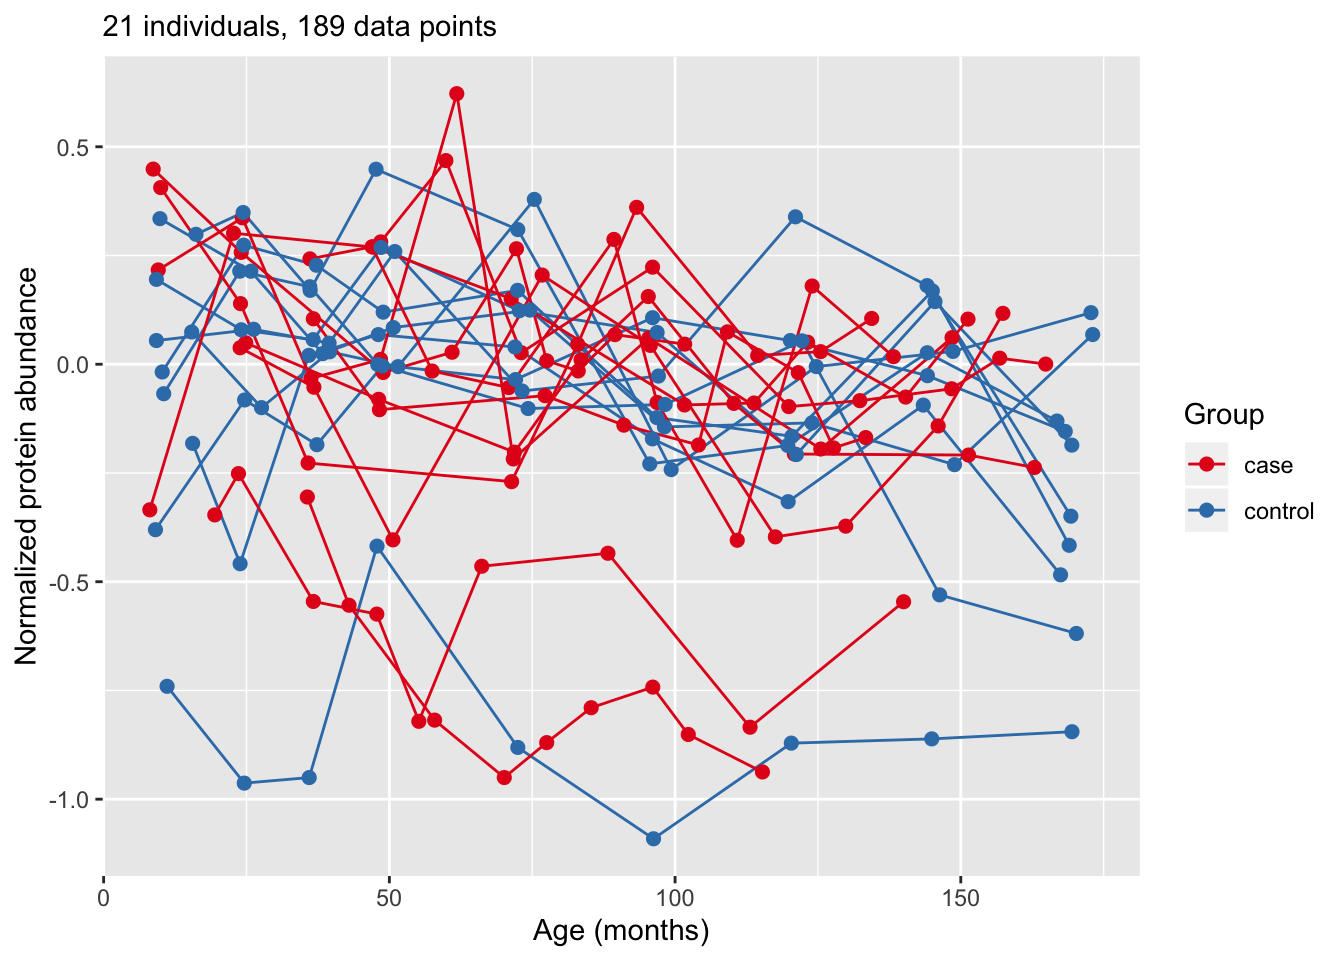 21 individuals, 189 data points
Normalized protein abundance
0.5
0.0
-0.5
-1.0
0
50
100
150
Age (months)
Group
case
control